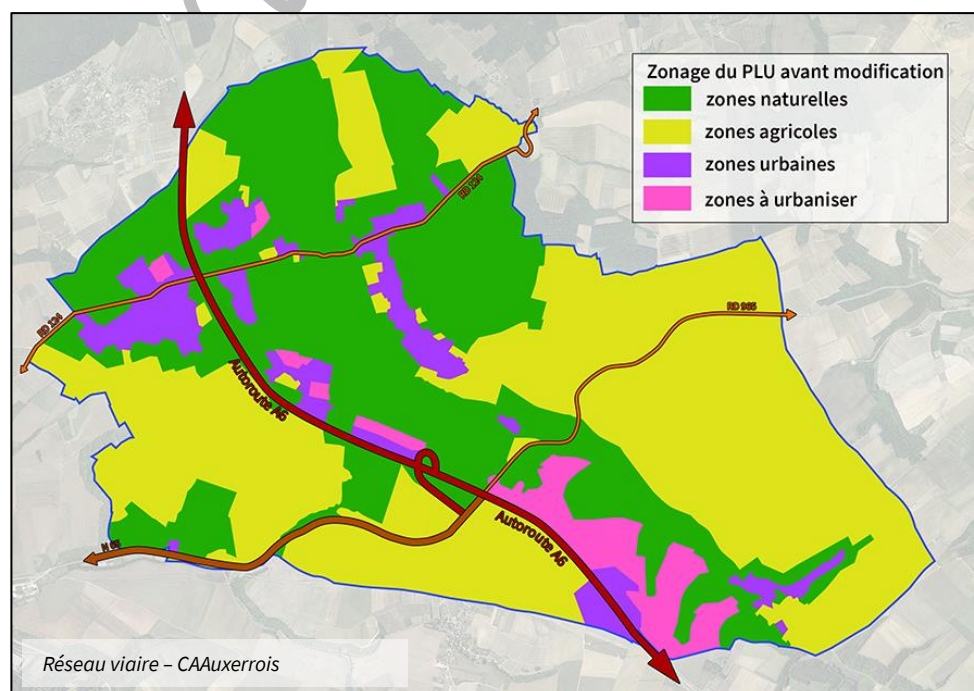 Zonage du PLU avant modification
zones naturelles
zones agricoles
zones urbaines
zones à urbaniser
RD 124
RD 124
RD 965
Autoroute A6
Autoroute A6
Réseau viaire – CAAuxerrois